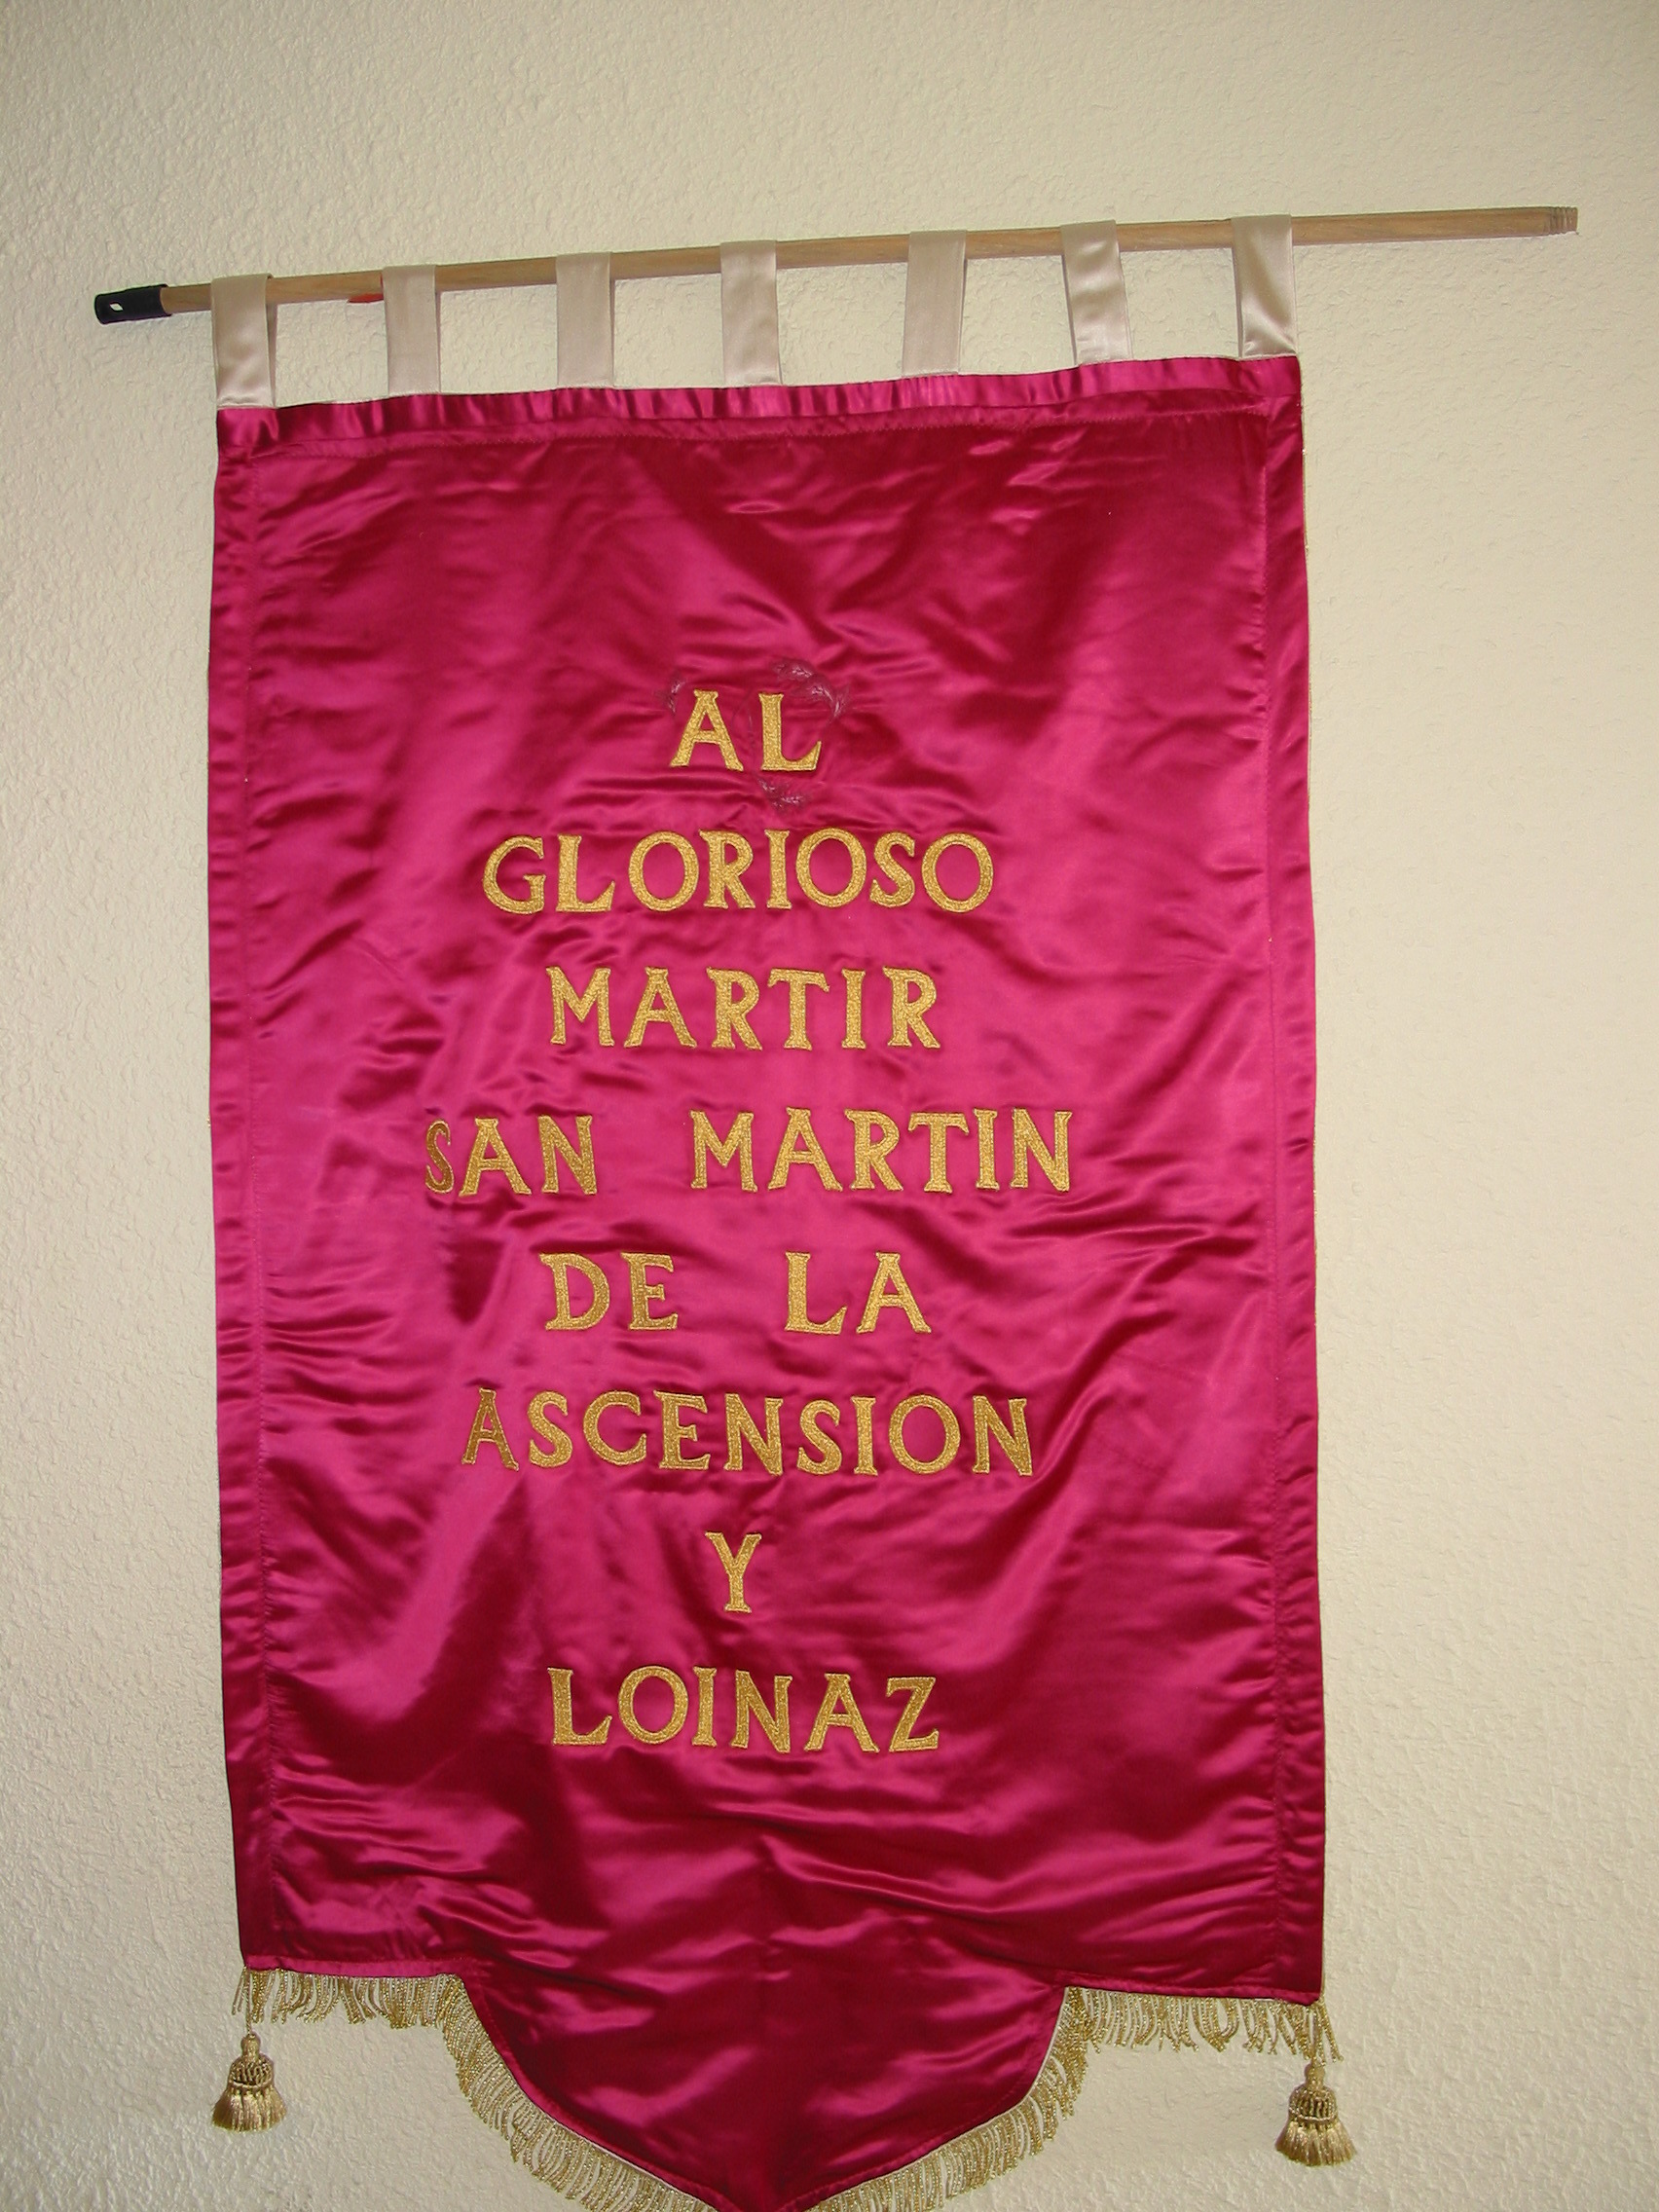 AL
GLORIOSO
MARTIR
SAN MARTIN
DE LA
ASCENSION
Y
LOINAZ